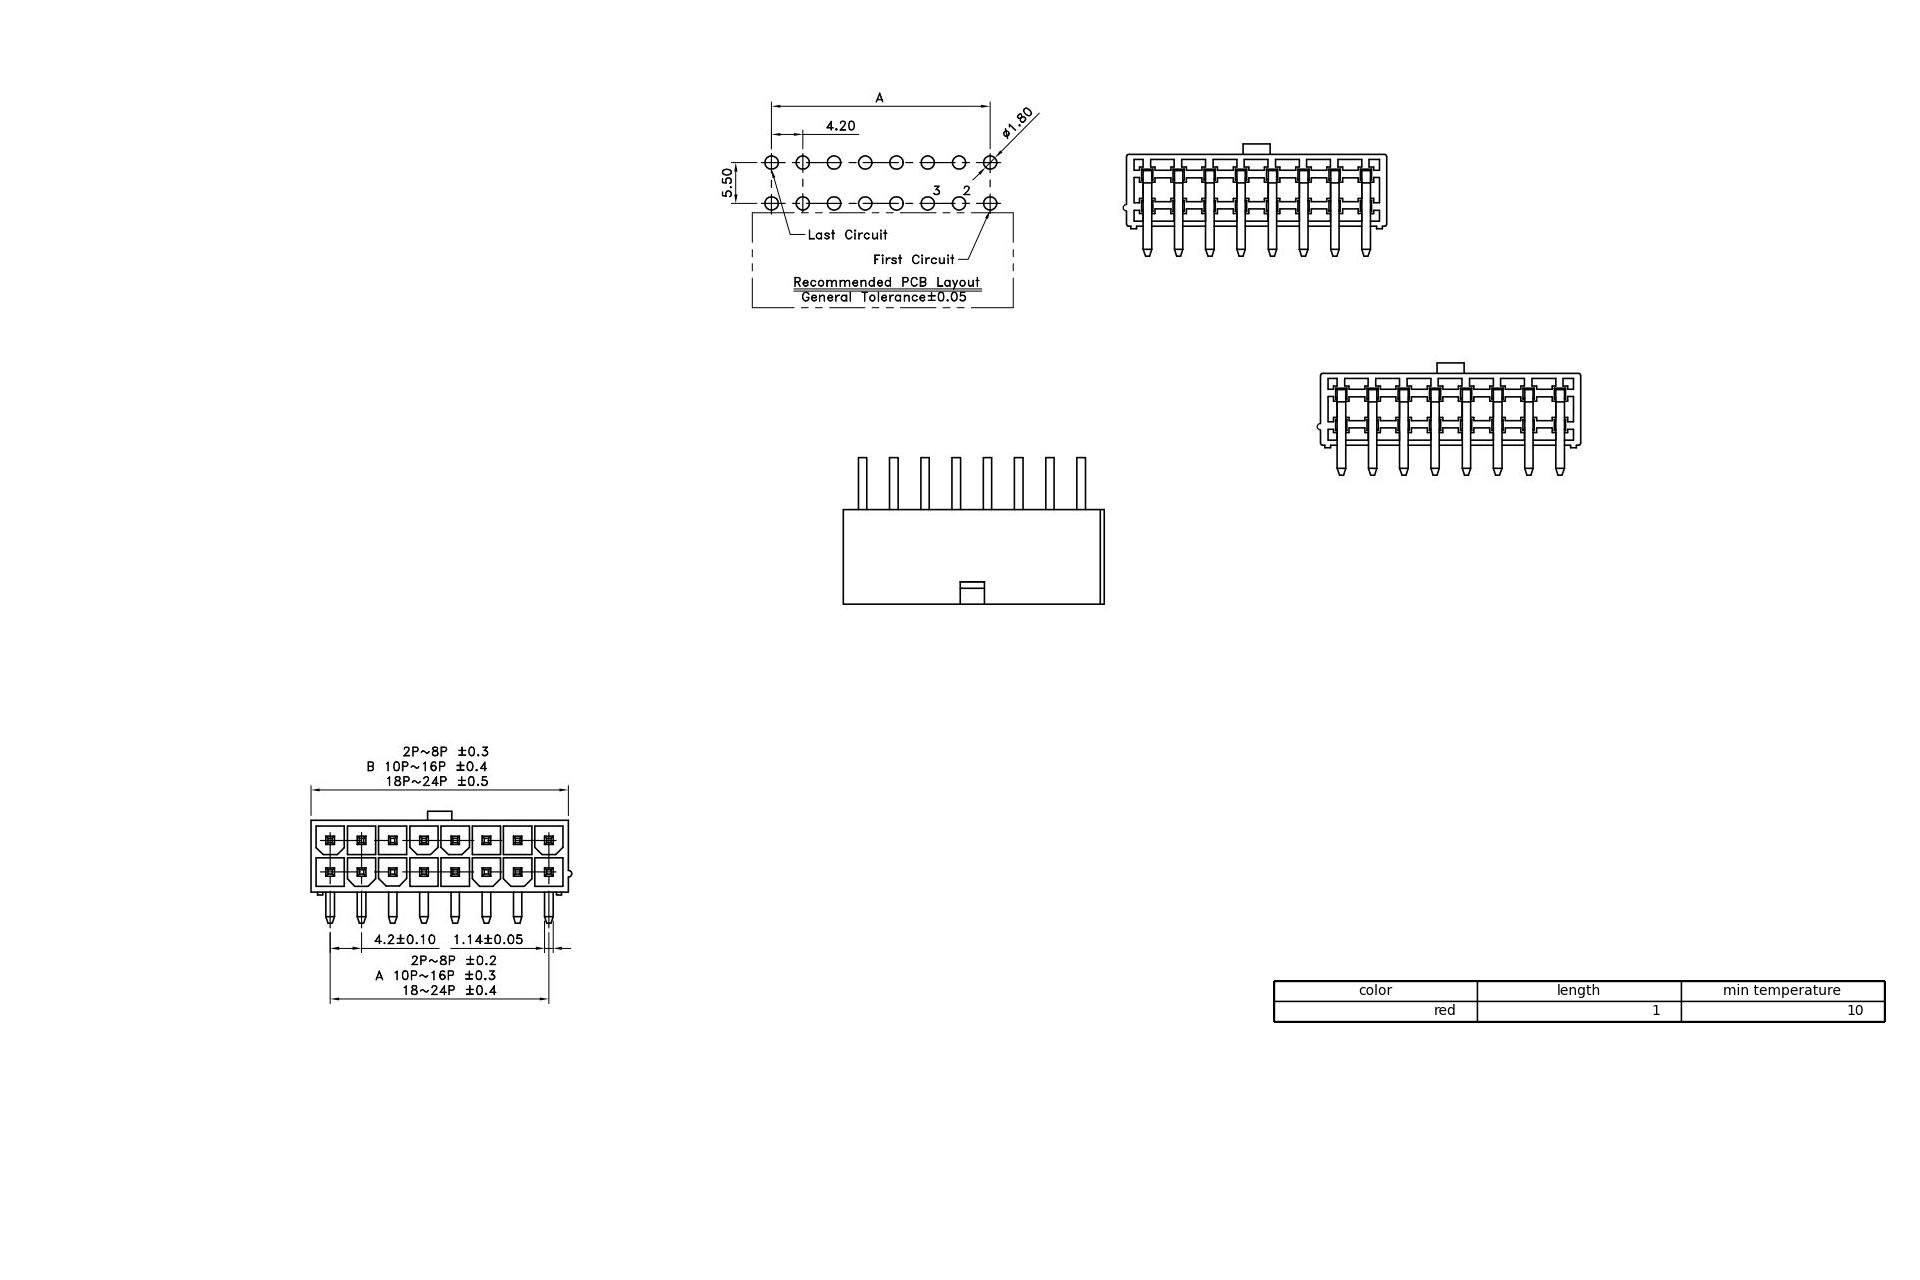 A
4.20
ø1.80
5.50
3 2
Last Circuit
First Circuit
Recommended PCB Layout
General Tolerance±0.05
2P~8P ±0.3
B 10P~16P ±0.4
18P~24P ±0.5
4.2±0.10 1.14±0.05
2P~8P ±0.2
A 10P~16P ±0.3
18~24P ±0.4
color length min temperature
red 1 10